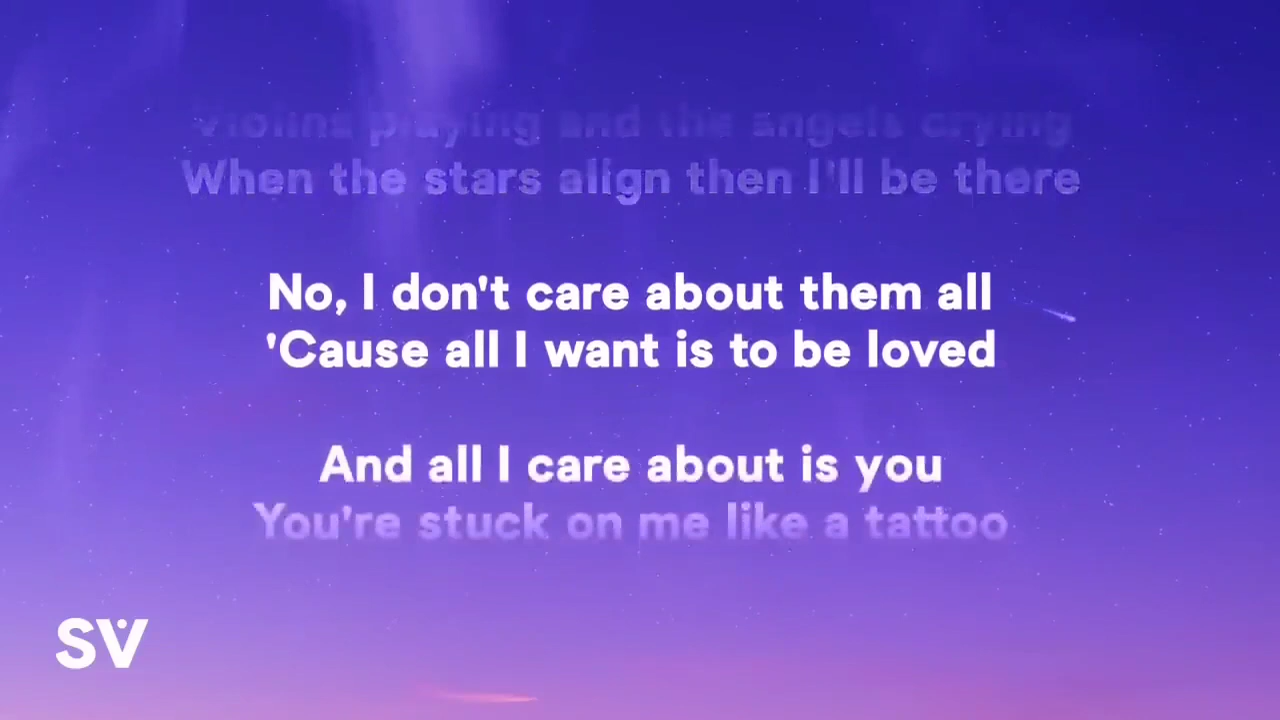 Violins playing and the angels crying
When the stars align then I'll be there
No, I don't care about them all
'Cause all I want is to be loved
And all I care about is you
You're stuck on me like a tattoo
SV